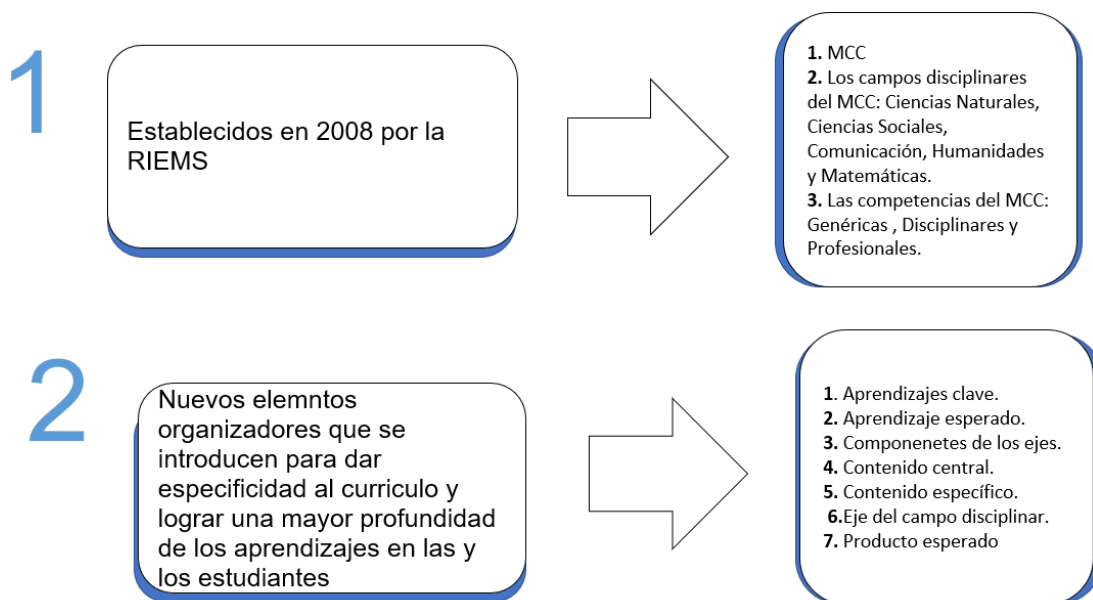 1
Establecidos en 2008 por la
RIEMS
1. MCC
2. Los campos disciplinares
del MCC: Ciencias Naturales,
Ciencias Sociales,
Comunicación, Humanidades
y Matemáticas.
3. Las competencias del MCC:
Genéricas , Disciplinares y
Profesionales.
2
Nuevos elemntos
organizadores que se
introducen para dar
especificidad al curriculo y
lograr una mayor profundidad
de los aprendizajes en las y
los estudiantes
1. Aprendizajes clave.
2. Aprendizaje esperado.
3. Componenetes de los ejes.
4. Contenido central.
5. Contenido específico.
6.Eje del campo disciplinar.
7. Producto esperado